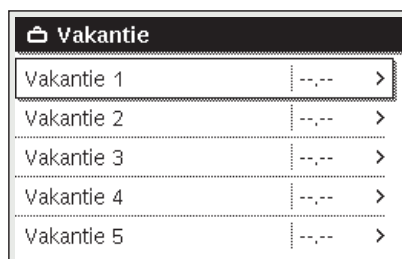 Vakantie
Vakantie 1 --.-- >
Vakantie 2 --.-- >
Vakantie 3 --.-- >
Vakantie 4 --.-- >
Vakantie 5 --.-- >